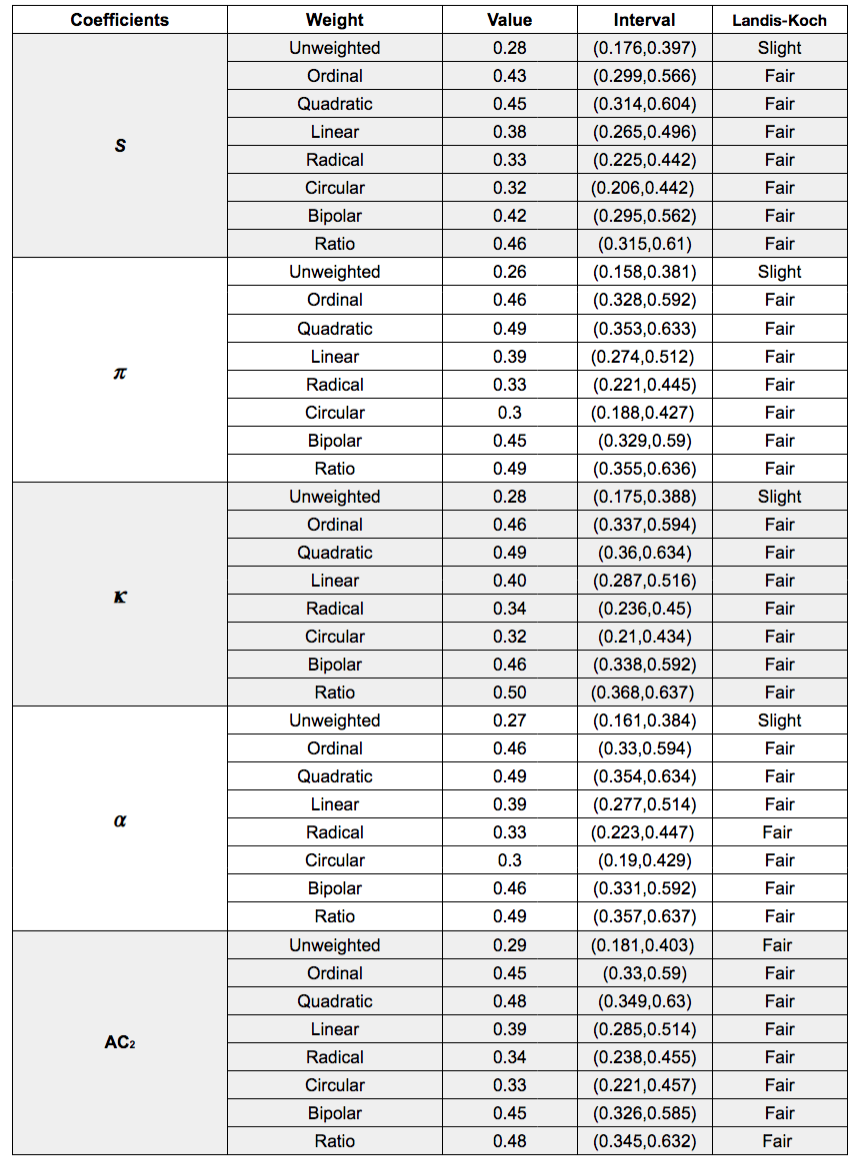 Coefficients Weight Value Interval Landis-Koch
S
Unweighted 0.28 (0.176,0.397) Slight
Ordinal 0.43 (0.299,0.566) Fair
Quadratic 0.45 (0.314,0.604) Fair
Linear 0.38 (0.265,0.496) Fair
Radical 0.33 (0.225,0.442) Fair
Circular 0.32 (0.206,0.442) Fair
Bipolar 0.42 (0.295,0.562) Fair
Ratio 0.46 (0.315,0.61) Fair
π
Unweighted 0.26 (0.158,0.381) Slight
Ordinal 0.46 (0.328,0.592) Fair
Quadratic 0.49 (0.353,0.633) Fair
Linear 0.39 (0.274,0.512) Fair
Radical 0.33 (0.221,0.445) Fair
Circular 0.3 (0.188,0.427) Fair
Bipolar 0.45 (0.329,0.59) Fair
Ratio 0.49 (0.355,0.636) Fair
κ
Unweighted 0.28 (0.175,0.388) Slight
Ordinal 0.46 (0.337,0.594) Fair
Quadratic 0.49 (0.36,0.634) Fair
Linear 0.40 (0.287,0.516) Fair
Radical 0.34 (0.236,0.45) Fair
Circular 0.32 (0.21,0.434) Fair
Bipolar 0.46 (0.338,0.592) Fair
Ratio 0.50 (0.368,0.637) Fair
α
Unweighted 0.27 (0.161,0.384) Slight
Ordinal 0.46 (0.33,0.594) Fair
Quadratic 0.49 (0.354,0.634) Fair
Linear 0.39 (0.277,0.514) Fair
Radical 0.33 (0.223,0.447) Fair
Circular 0.3 (0.19,0.429) Fair
Bipolar 0.46 (0.331,0.592) Fair
Ratio 0.49 (0.357,0.637) Fair
AC₂
Unweighted 0.29 (0.181,0.403) Fair
Ordinal 0.45 (0.33,0.59) Fair
Quadratic 0.48 (0.349,0.63) Fair
Linear 0.39 (0.285,0.514) Fair
Radical 0.34 (0.238,0.455) Fair
Circular 0.33 (0.221,0.457) Fair
Bipolar 0.45 (0.326,0.585) Fair
Ratio 0.48 (0.345,0.632) Fair